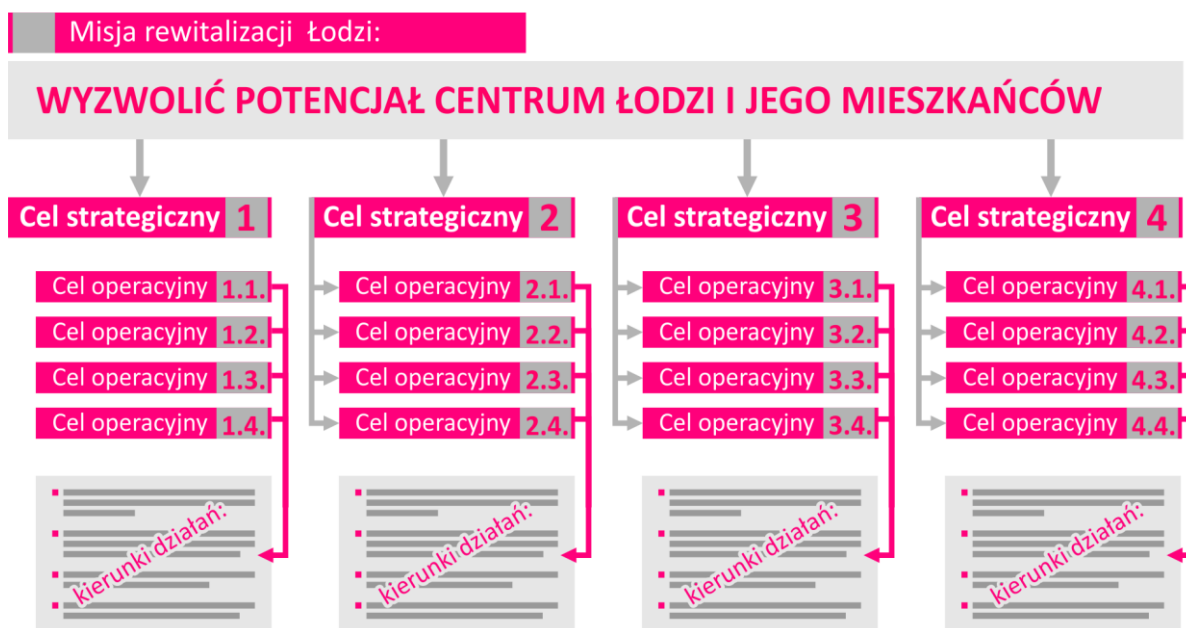 Misja rewitalizacji Łodzi:
WYZWOLIĆ POTENCJAŁ CENTRUM ŁODZI I JEGO MIESZKAŃCÓW
Cel strategiczny 1
Cel operacyjny 1.1.
Cel operacyjny 1.2.
Cel operacyjny 1.3.
Cel operacyjny 1.4.
kierunki działań:
Cel strategiczny 2
Cel operacyjny 2.1.
Cel operacyjny 2.2.
Cel operacyjny 2.3.
Cel operacyjny 2.4.
kierunki działań:
Cel strategiczny 3
Cel operacyjny 3.1.
Cel operacyjny 3.2.
Cel operacyjny 3.3.
Cel operacyjny 3.4.
kierunki działań:
Cel strategiczny 4
Cel operacyjny 4.1.
Cel operacyjny 4.2.
Cel operacyjny 4.3.
Cel operacyjny 4.4.
kierunki działań: